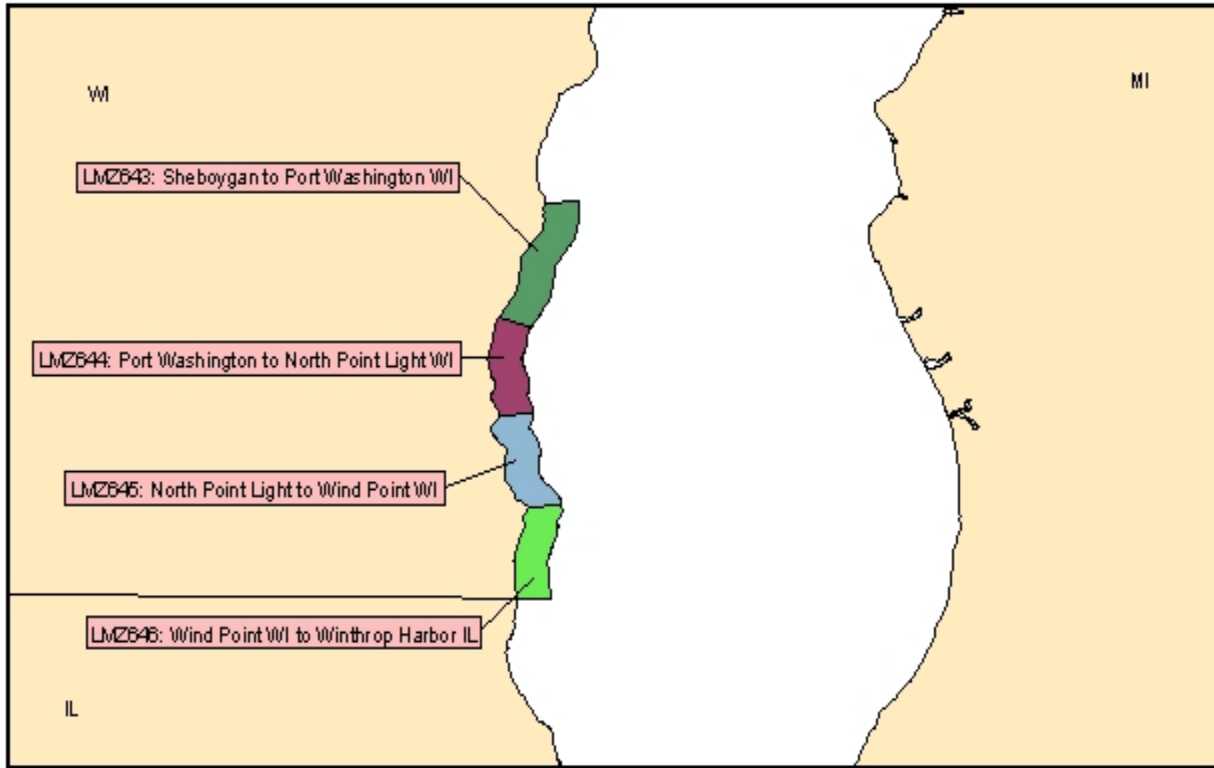 WI
MI
LMZ643: Sheboygan to Port Washington WI
LMZ644: Port Washington to North Point Light WI
LMZ645: North Point Light to Wind Point WI
LMZ646: Wind Point WI to Winthrop Harbor IL
IL